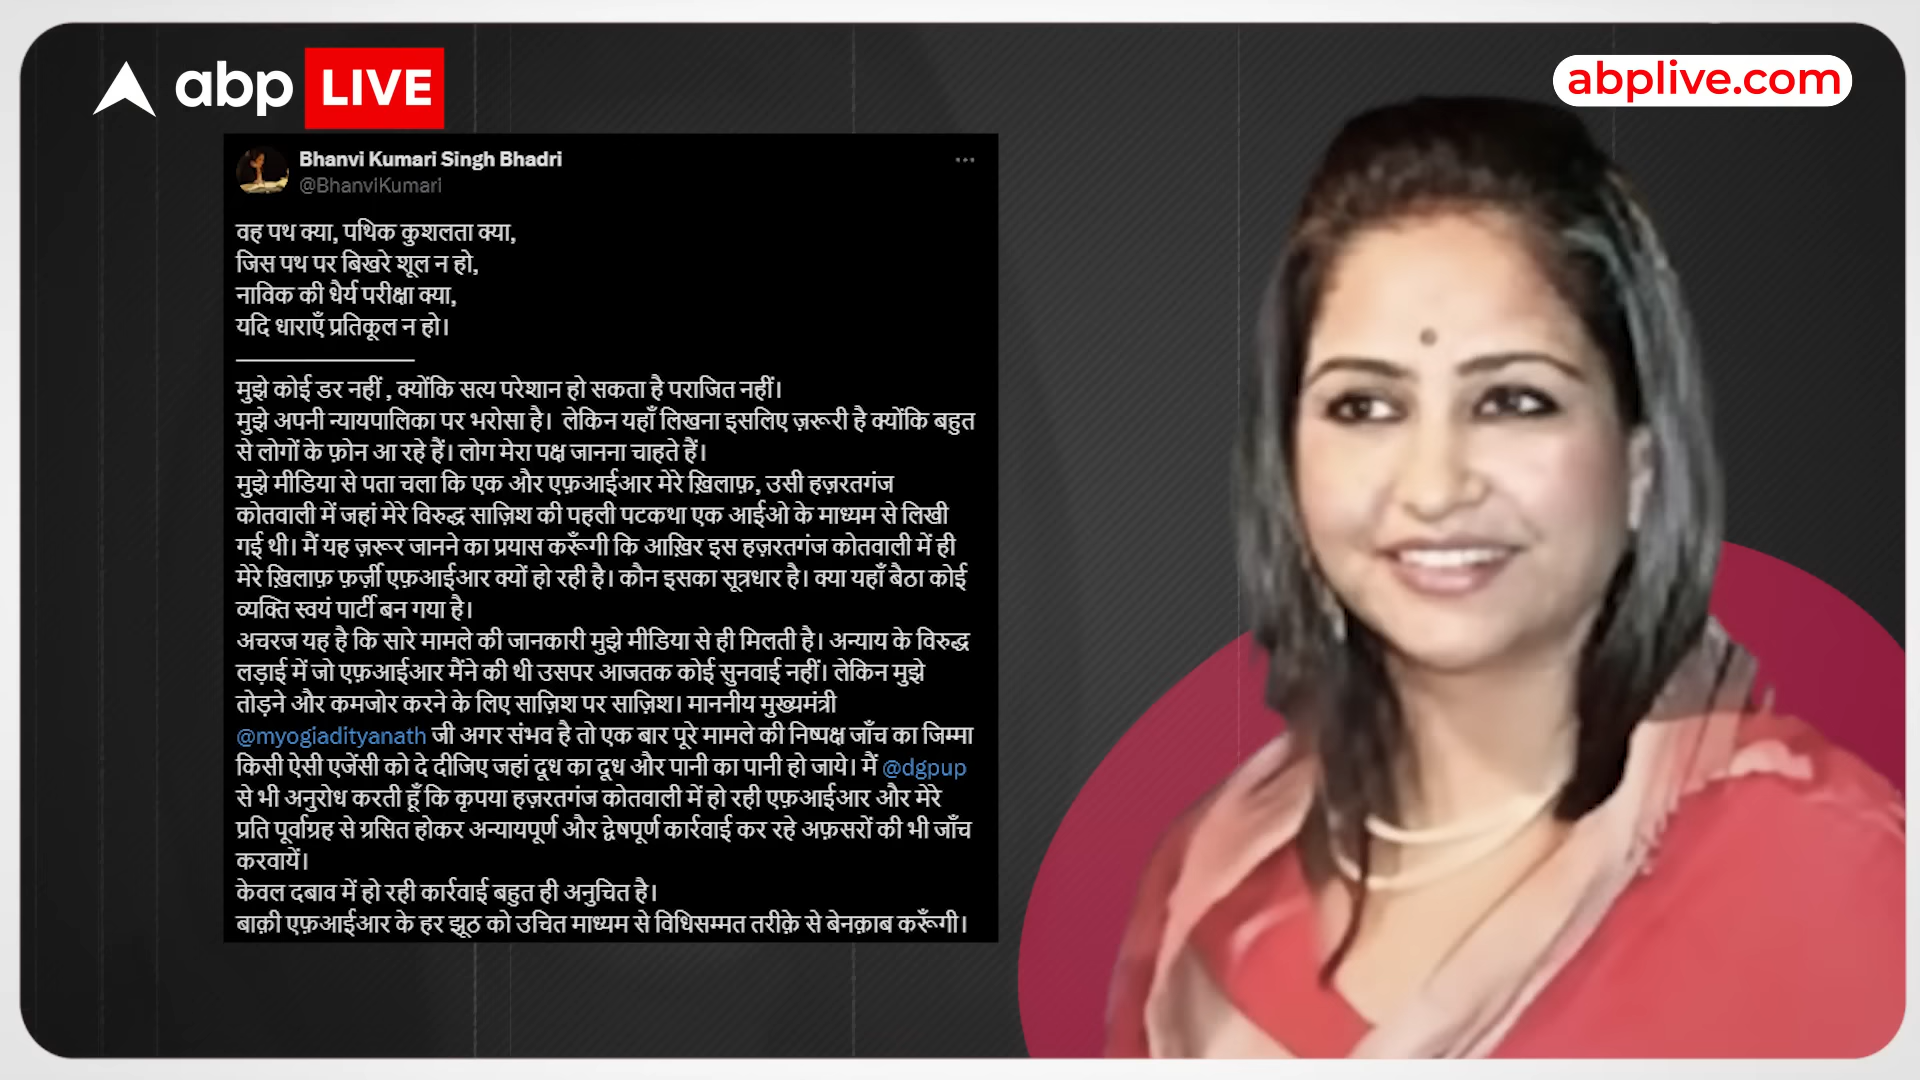 abp LIVE
abplive.com
Bhanvi Kumari Singh Bhadri
@BhanviKumari
वह पथ क्या, पथिक कुशलता क्या,
जिस पथ पर बिखरे शूल न हो,
नाविक की धैर्य परीक्षा क्या,
यदि धाराएँ प्रतिकूल न हो।
मुझे कोई डर नहीं , क्योंकि सत्य परेशान हो सकता है पराजित नहीं।
मुझे अपनी न्यायपालिका पर भरोसा है। लेकिन यहाँ लिखना इसलिए ज़रूरी है क्योंकि बहुत
से लोगों के फ़ोन आ रहे हैं। लोग मेरा पक्ष जानना चाहते हैं।
मुझे मीडिया से पता चला कि एक और एफ़आईआर मेरे ख़िलाफ़, उसी हज़रतगंज
कोतवाली में जहां मेरे विरुद्ध साज़िश की पहली पटकथा एक आईओ के माध्यम से लिखी
गई थी। मैं यह ज़रूर जानने का प्रयास करूँगी कि आख़िर इस हज़रतगंज कोतवाली में ही
मेरे ख़िलाफ़ फ़र्ज़ी एफ़आईआर क्यों हो रही है। कौन इसका सूत्रधार है। क्या यहाँ बैठा कोई
व्यक्ति स्वयं पार्टी बन गया है।
अचरज यह है कि सारे मामले की जानकारी मुझे मीडिया से ही मिलती है। अन्याय के विरुद्ध
लड़ाई में जो एफ़आईआर मैंने की थी उसपर आजतक कोई सुनवाई नहीं। लेकिन मुझे
तोड़ने और कमजोर करने के लिए साज़िश पर साज़िश। माननीय मुख्यमंत्री
@myogiadityanath जी अगर संभव है तो एक बार पूरे मामले की निष्पक्ष जाँच का जिम्मा
किसी ऐसी एजेंसी को दे दीजिए जहां दूध का दूध और पानी का पानी हो जाये। मैं @dgpup
से भी अनुरोध करती हूँ कि कृपया हज़रतगंज कोतवाली में हो रही एफ़आईआर और मेरे
प्रति पूर्वाग्रह से ग्रसित होकर अन्यायपूर्ण और द्वेषपूर्ण कार्रवाई कर रहे अफ़सरों की भी जाँच
करवायें।
केवल दबाव में हो रही कार्रवाई बहुत ही अनुचित है।
बाक़ी एफ़आईआर के हर झूठ को उचित माध्यम से विधिसम्मत तरीक़े से बेनक़ाब करूँगी।